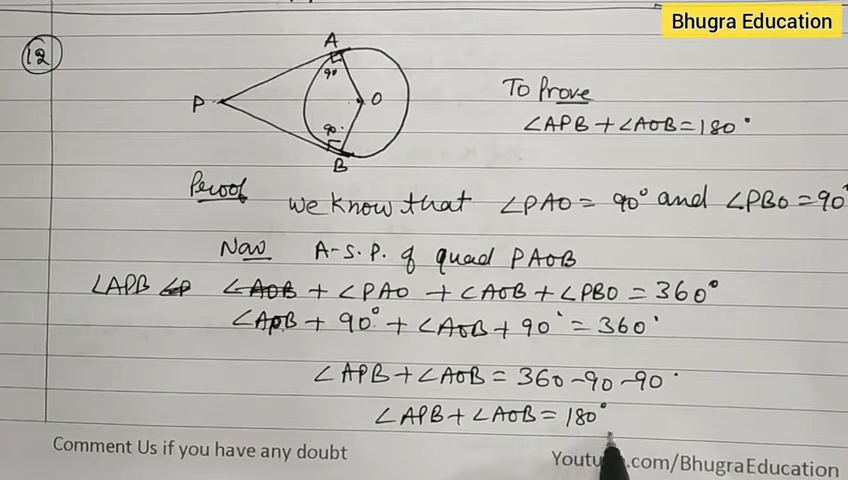 Bhugra Education
12
A
90
P
O
90.
B
To Prove
∠APB + ∠AOB = 180°
Proof We know that ∠PAO = 90° and ∠PBO = 90°
Now A-S.P. of quad PAOB
∠APB ∠P ∠AOB + ∠PAO + ∠AOB + ∠PBO = 360°
∠APB + 90° + ∠AOB + 90° = 360°
∠APB + ∠AOB = 360 - 90 - 90°
∠APB + ∠AOB = 180°
Comment Us if you have any doubt
.com/BhugraEducation